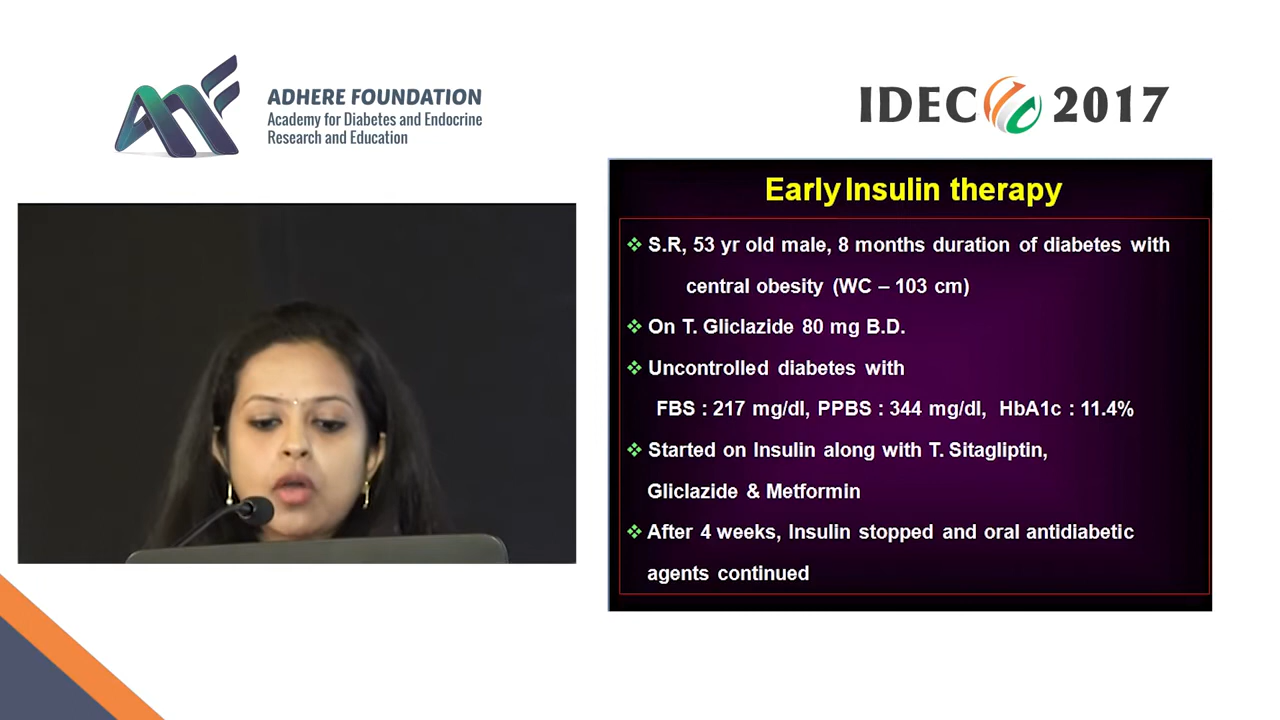 ADHERE FOUNDATION
Academy for Diabetes and Endocrine
Research and Education
IDEC 2017
Early Insulin therapy
❖ S.R, 53 yr old male, 8 months duration of diabetes with
central obesity (WC – 103 cm)
❖ On T. Gliclazide 80 mg B.D.
❖ Uncontrolled diabetes with
FBS : 217 mg/dl, PPBS : 344 mg/dl, HbA1c : 11.4%
❖ Started on Insulin along with T. Sitagliptin,
Gliclazide & Metformin
❖ After 4 weeks, Insulin stopped and oral antidiabetic
agents continued